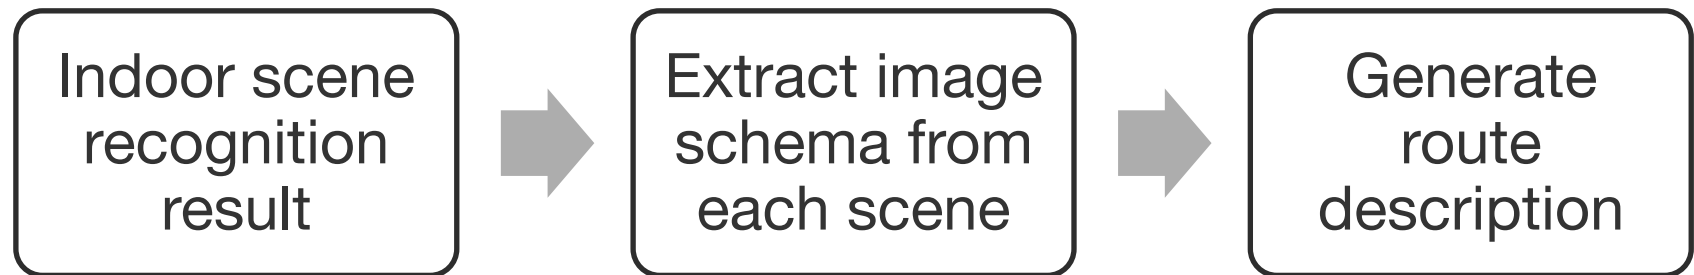 Indoor scene
recognition
result
Extract image
schema from
each scene
Generate
route
description